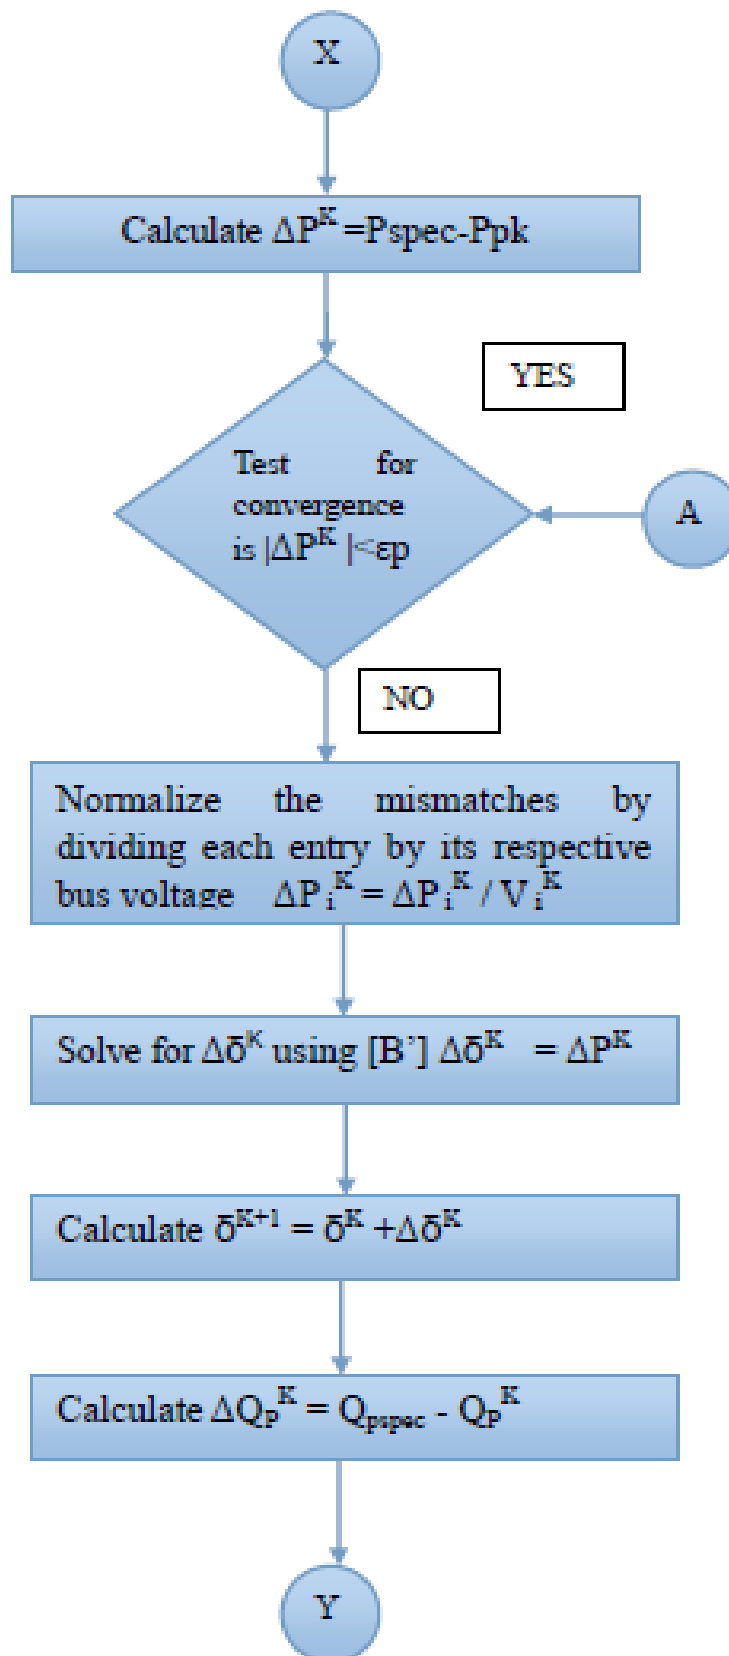 X
Calculate ΔP^K =Pspec-Ppk
YES
Test for
convergence
is |ΔP^K |<εp
A
NO
Normalize the mismatches by
dividing each entry by its respective
bus voltage ΔP_i^K = ΔP_i^K / V_i^K
Solve for Δδ^K using [B’] Δδ^K = ΔP^K
Calculate δ^K+1 = δ^K +Δδ^K
Calculate ΔQ_P^K = Q_pspec - Q_P^K
Y